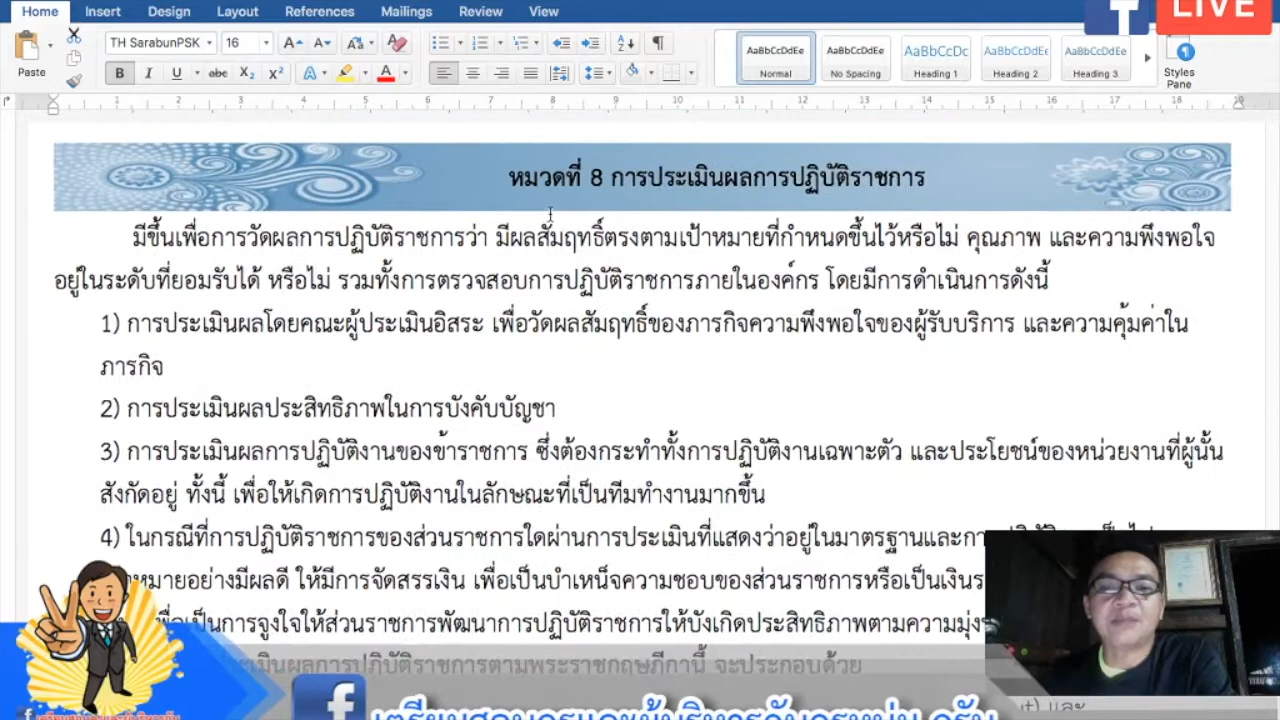 Home Insert Design Layout References Mailings Review View
LIVE
Paste
TH SarabunPSK 16
B I U abc X₂ X²
AaBbCcDdEe AaBbCcDdEe AaBbCcDc AaBbCcDdEe AaBbCcDdEe
Normal No Spacing Heading 1 Heading 2 Heading 3
Styles
Pane
1 2 3 4 5 6 7 8 9 10 11 12 13 14 15 16 17 18 19
หมวดที่ 8 การประเมินผลการปฏิบัติราชการ
มีขึ้นเพื่อการวัดผลการปฏิบัติราชการว่า มีผลสัมฤทธิ์ตรงตามเป้าหมายที่กำหนดขึ้นไว้หรือไม่ คุณภาพ และความพึงพอใจ
อยู่ในระดับที่ยอมรับได้ หรือไม่ รวมทั้งการตรวจสอบการปฏิบัติราชการภายในองค์กร โดยมีการดำเนินการดังนี้
1) การประเมินผลโดยคณะผู้ประเมินอิสระ เพื่อวัดผลสัมฤทธิ์ของภารกิจความพึงพอใจของผู้รับบริการ และความคุ้มค่าใน
ภารกิจ
2) การประเมินผลประสิทธิภาพในการบังคับบัญชา
3) การประเมินผลการปฏิบัติงานของข้าราชการ ซึ่งต้องกระทำทั้งการปฏิบัติงานเฉพาะตัว และประโยชน์ของหน่วยงานที่ผู้นั้น
สังกัดอยู่ ทั้งนี้ เพื่อให้เกิดการปฏิบัติงานในลักษณะที่เป็นทีมทำงานมากขึ้น
4) ในกรณีที่การปฏิบัติราชการของส่วนราชการใดผ่านการประเมินที่แสดงว่าอยู่ในมาตรฐานและ
หมายอย่างมีผลดี ให้มีการจัดสรรเงิน เพื่อเป็นบำเหน็จความชอบของส่วนราชการหรือเป็นเงิน
เป็นการจูงใจให้ส่วนราชการพัฒนาการปฏิบัติราชการให้บังเกิดประสิทธิภาพตามความ
ประเมินผลการปฏิบัติราชการตามพระราชกฤษฎีกานี้ จะประกอบด้วย
และ